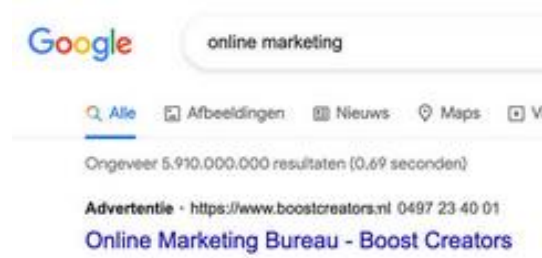 Google
online marketing
Alle Afbeeldingen Nieuws Maps V
Ongeveer 5.910.000.000 resultaten (0,69 seconden)
Advertentie · https://www.boostcreators.nl 0497 23 40 01
Online Marketing Bureau - Boost Creators